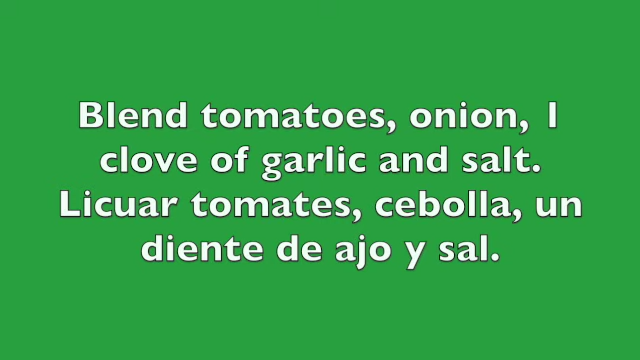 Blend tomatoes, onion, 1
clove of garlic and salt.
Licuar tomates, cebolla, un
diente de ajo y sal.